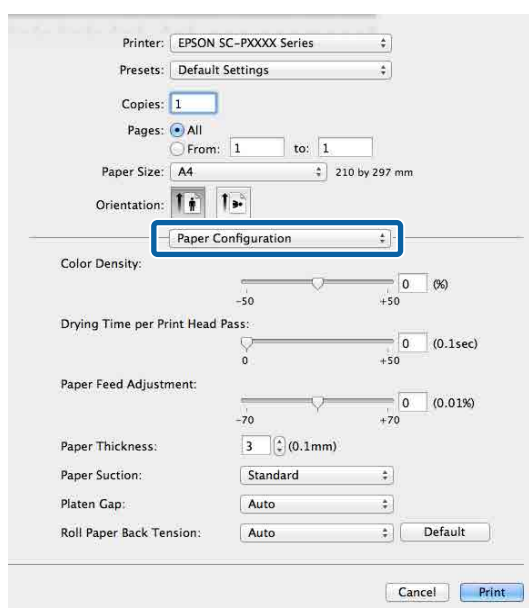 Printer: EPSON SC-PXXXX Series
Presets: Default Settings
Copies: 1
Pages: All
From: 1 to: 1
Paper Size: A4 210 by 297 mm
Orientation:
Paper Configuration
Color Density:
0 (%)
-50 +50
Drying Time per Print Head Pass:
0 (0.1sec)
0 +50
Paper Feed Adjustment:
0 (0.01%)
-70 +70
Paper Thickness: 3 (0.1mm)
Paper Suction: Standard
Platen Gap: Auto
Roll Paper Back Tension: Auto Default
Cancel Print